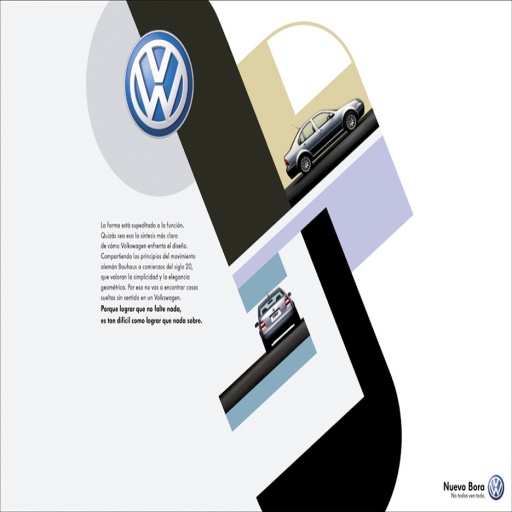 La forma está supeditada a la función.
Quizás sea esa la síntesis más clara
de cómo Volkswagen enfrenta el diseño.
Compartiendo los principios del movimiento
alemán Bauhaus a comienzos del siglo 20,
que valoran la simplicidad y la elegancia
geométrica. Por eso no vas a encontrar cosas
sueltas sin sentido en un Volkswagen.
Porque lograr que no falte nada,
es tan difícil como lograr que nada sobre.
Nuevo Bora
No todos ven todo.